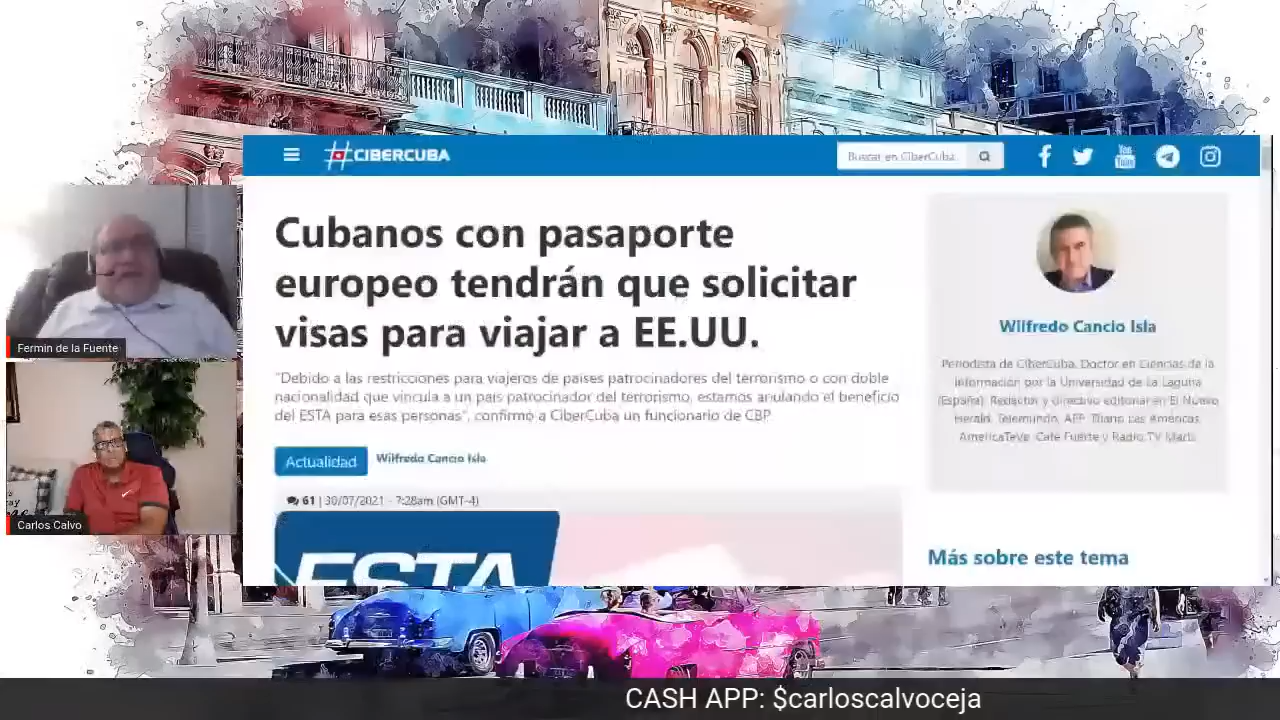 #CIBERCUBA
Buscar en CiberCuba
You
Tube
Cubanos con pasaporte
europeo tendrán que solicitar
visas para viajar a EE.UU.
"Debido a las restricciones para viajeros de países patrocinadores del terrorismo o con doble
nacionalidad que vincula a un país patrocinador del terrorismo, estamos anulando el beneficio
del ESTA para esas personas", confirmó a CiberCuba un funcionario de CBP
Actualidad
Wilfredo Cancio Isla
61 | 30/07/2021 - 7:28am (GMT-4)
ESTA
Wilfredo Cancio Isla
Periodista de CiberCuba. Doctor en Ciencias de la
Información por la Universidad de La Laguna
(España). Redactor y directivo editorial en El Nuevo
Herald, Telemundo, AFP, Diario Las Américas,
AmericaTeVe, Café Fuerte y Radio TV Martí.
Más sobre este tema
Fermin de la Fuente
Carlos Calvo
CASH APP: $carloscalvoceja